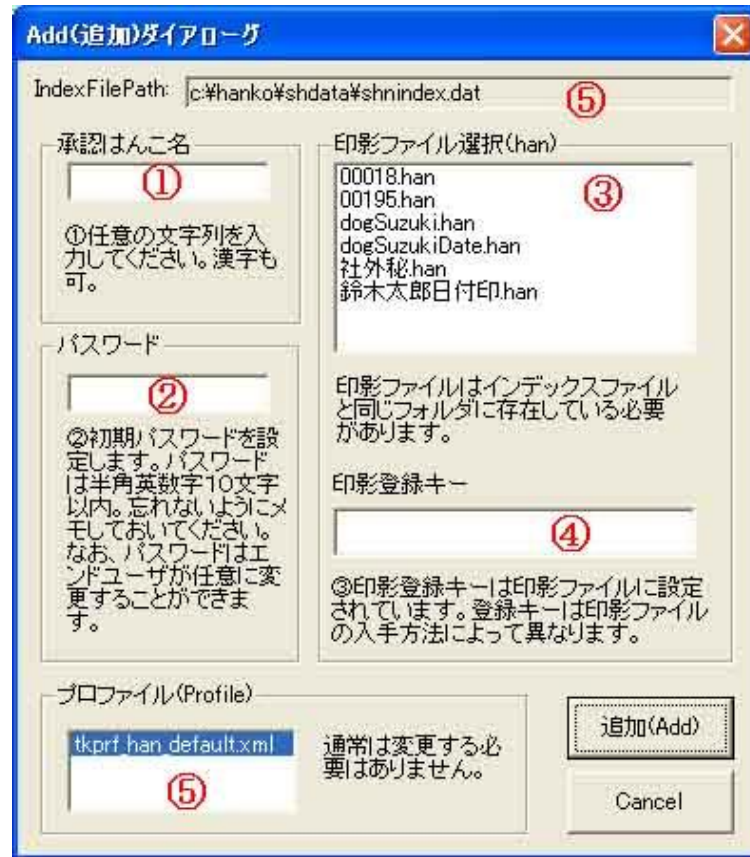 Add(追加)ダイアローグ
IndexFilePath: c:¥hanko¥shdata¥shnindex.dat
⑤
承認はんこ名
①
①任意の文字列を入
力してください。漢字も
可。
パスワード
②
②初期パスワードを設
定します。パスワード
は半角英数字10文字
以内。忘れないようにメ
モしておいてください。
なお、パスワードはエ
ンドユーザが任意に変
更することができま
す。
印影ファイル選択(han)
③
00018.han
00195.han
dogSuzuki.han
dogSuzukiDate.han
社外秘.han
鈴木太郎日付印.han
印影ファイルはインデックスファイル
と同じフォルダに存在している必要
があります。
印影登録キー
④
③印影登録キーは印影ファイルに設定
されています。登録キーは印影ファイル
の入手方法によって異なります。
プロファイル(Profile)
tkprf_han_default.xml
⑤
通常は変更する必
要はありません。
追加(Add)
Cancel